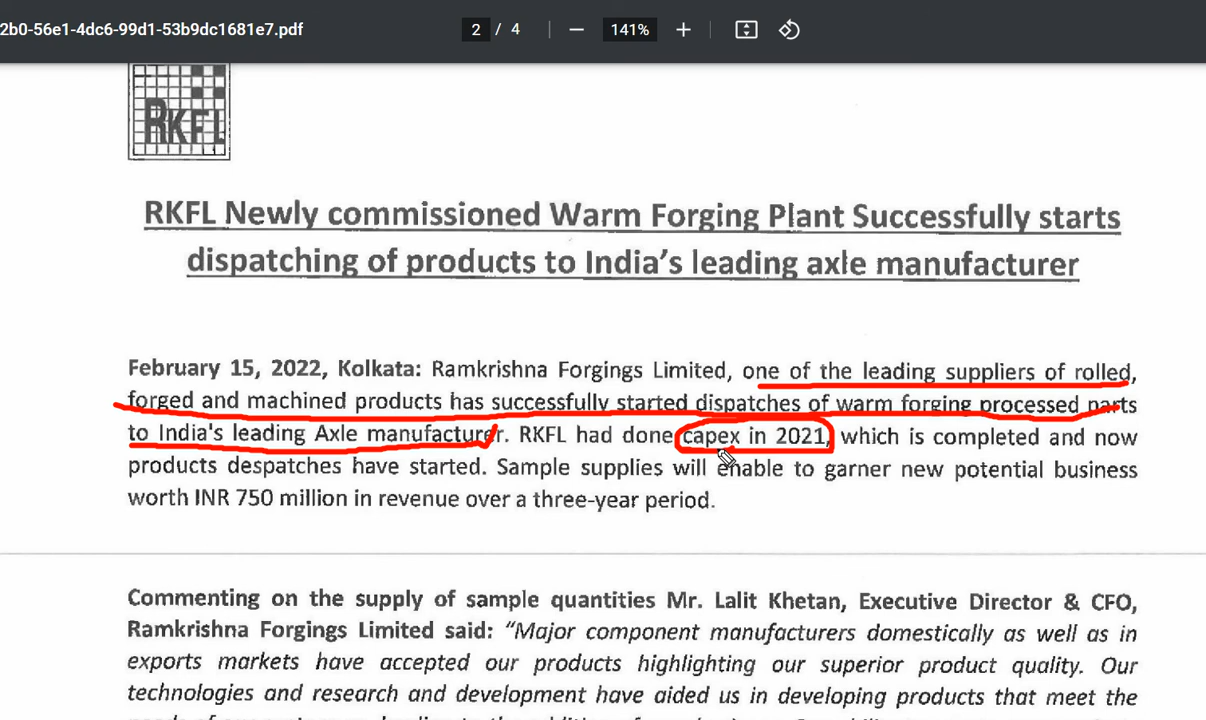 2b0-56e1-4dc6-99d1-53b9dc1681e7.pdf 2 / 4 141%
RKFL
RKFL Newly commissioned Warm Forging Plant Successfully starts
dispatching of products to India's leading axle manufacturer
February 15, 2022, Kolkata: Ramkrishna Forgings Limited, one of the leading suppliers of rolled,
forged and machined products has successfully started dispatches of warm forging processed parts
to India's leading Axle manufacturer. RKFL had done capex in 2021, which is completed and now
products despatches have started. Sample supplies will enable to garner new potential business
worth INR 750 million in revenue over a three-year period.
Commenting on the supply of sample quantities Mr. Lalit Khetan, Executive Director & CFO,
Ramkrishna Forgings Limited said: “Major component manufacturers domestically as well as in
exports markets have accepted our products highlighting our superior product quality. Our
technologies and research and development have aided us in developing products that meet the